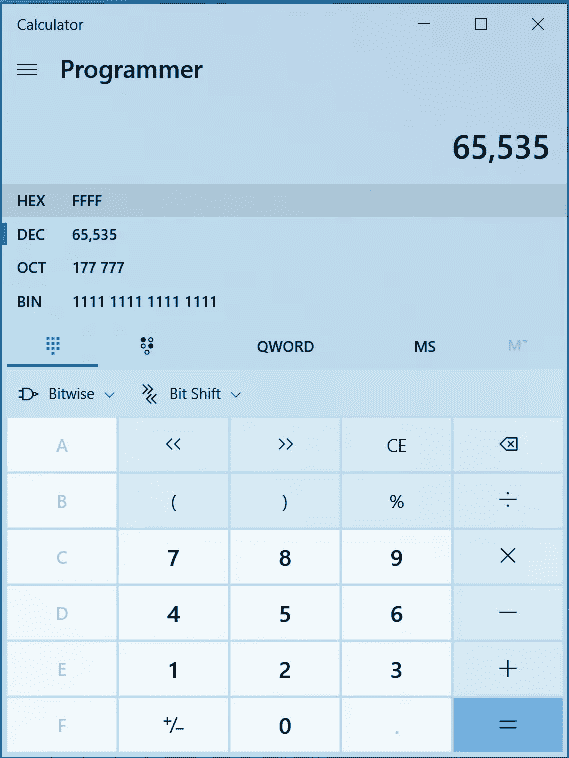 Calculator
Programmer
65,535
HEX FFFF
DEC 65,535
OCT 177 777
BIN 1111 1111 1111 1111
QWORD MS M˅
Bitwise Bit Shift
A << >> CE
B ( ) % ÷
C 7 8 9 ×
D 4 5 6 −
E 1 2 3 +
F +/− 0 . =